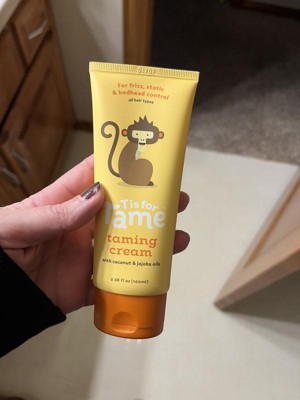 For frizz, static
& bedhead control
all hair types
T is for
Tame
taming
cream
with coconut & jojoba oils